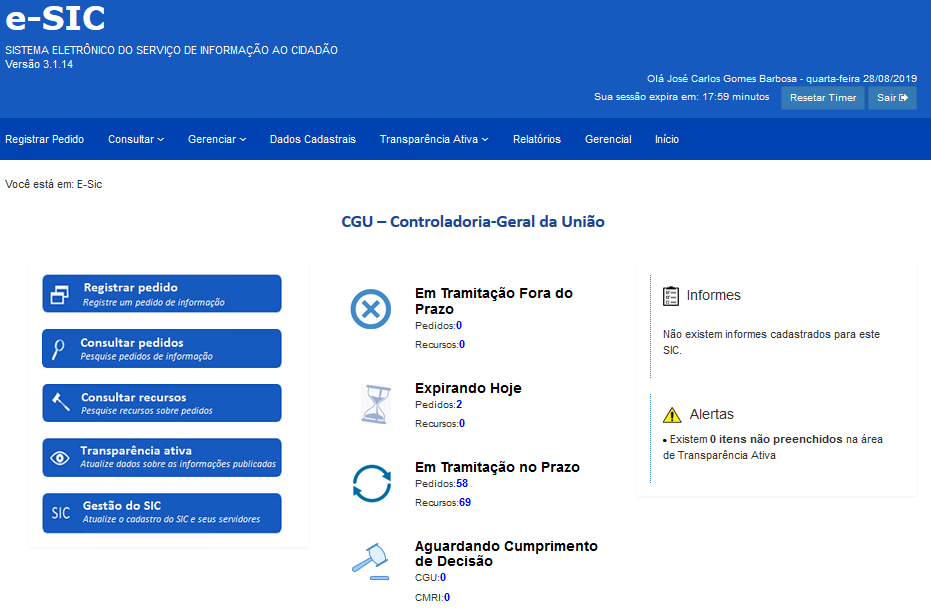 e-SIC
SISTEMA ELETRÔNICO DO SERVIÇO DE INFORMAÇÃO AO CIDADÃO
Versão 3.1.14
Olá José Carlos Gomes Barbosa - quarta-feira 28/08/2019
Sua sessão expira em: 17:59 minutos
Resetar Timer
Sair
Registrar Pedido
Consultar
Gerenciar
Dados Cadastrais
Transparência Ativa
Relatórios
Gerencial
Início
Você está em: E-Sic
CGU – Controladoria-Geral da União
Registrar pedido
Registre um pedido de informação
Consultar pedidos
Pesquise pedidos de informação
Consultar recursos
Pesquise recursos sobre pedidos
Transparência ativa
Atualize dados sobre as informações publicadas
SIC
Gestão do SIC
Atualize o cadastro do SIC e seus servidores
Em Tramitação Fora do
Prazo
Pedidos:0
Recursos:0
Expirando Hoje
Pedidos:2
Recursos:0
Em Tramitação no Prazo
Pedidos:58
Recursos:69
Aguardando Cumprimento
de Decisão
CGU:0
CMRI:0
Informes
Não existem informes cadastrados para este
SIC.
Alertas
• Existem 0 itens não preenchidos na área
de Transparência Ativa